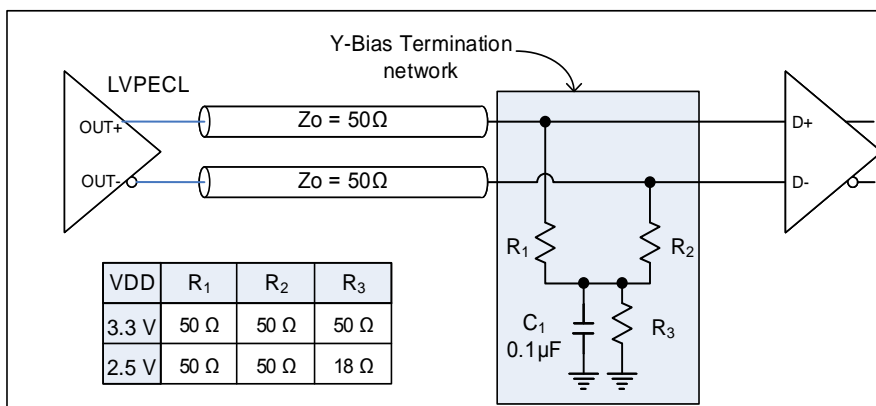 Y-Bias Termination
network
LVPECL
OUT+
Zo = 50Ω
D+
OUT-
Zo = 50Ω
D-
R1
R2
C1
0.1µF
R3
VDD R1 R2 R3
3.3 V 50 Ω 50 Ω 50 Ω
2.5 V 50 Ω 50 Ω 18 Ω